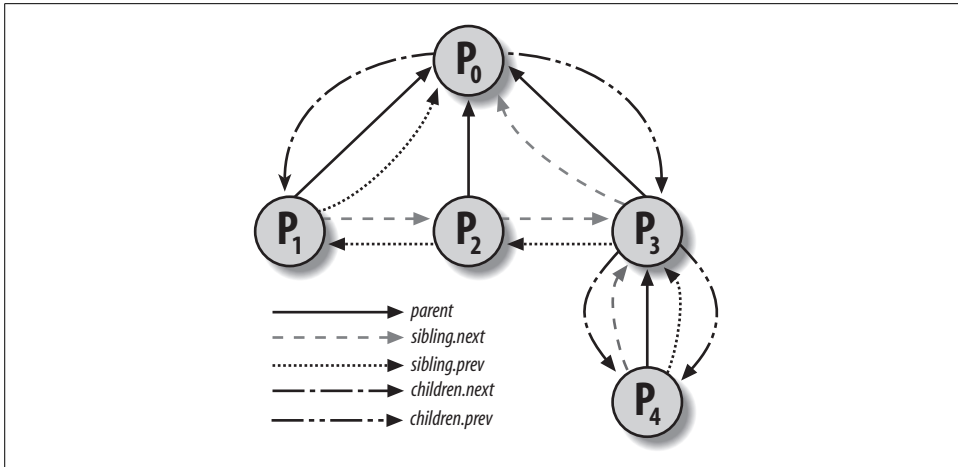 P0
P1 P2 P3
parent
sibling.next
sibling.prev
children.next
children.prev
P4